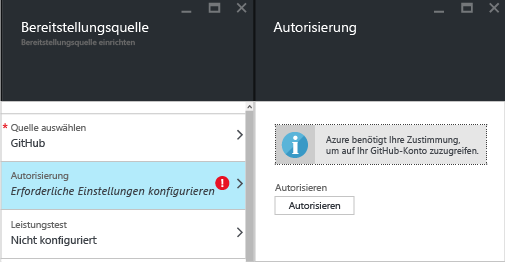 Bereitstellungsquelle
Bereitstellungsquelle einrichten
* Quelle auswählen
GitHub
Autorisierung
Erforderliche Einstellungen konfigurieren
Leistungstest
Nicht konfiguriert
Autorisierung
Azure benötigt Ihre Zustimmung,
um auf Ihr GitHub-Konto zuzugreifen.
Autorisieren
Autorisieren